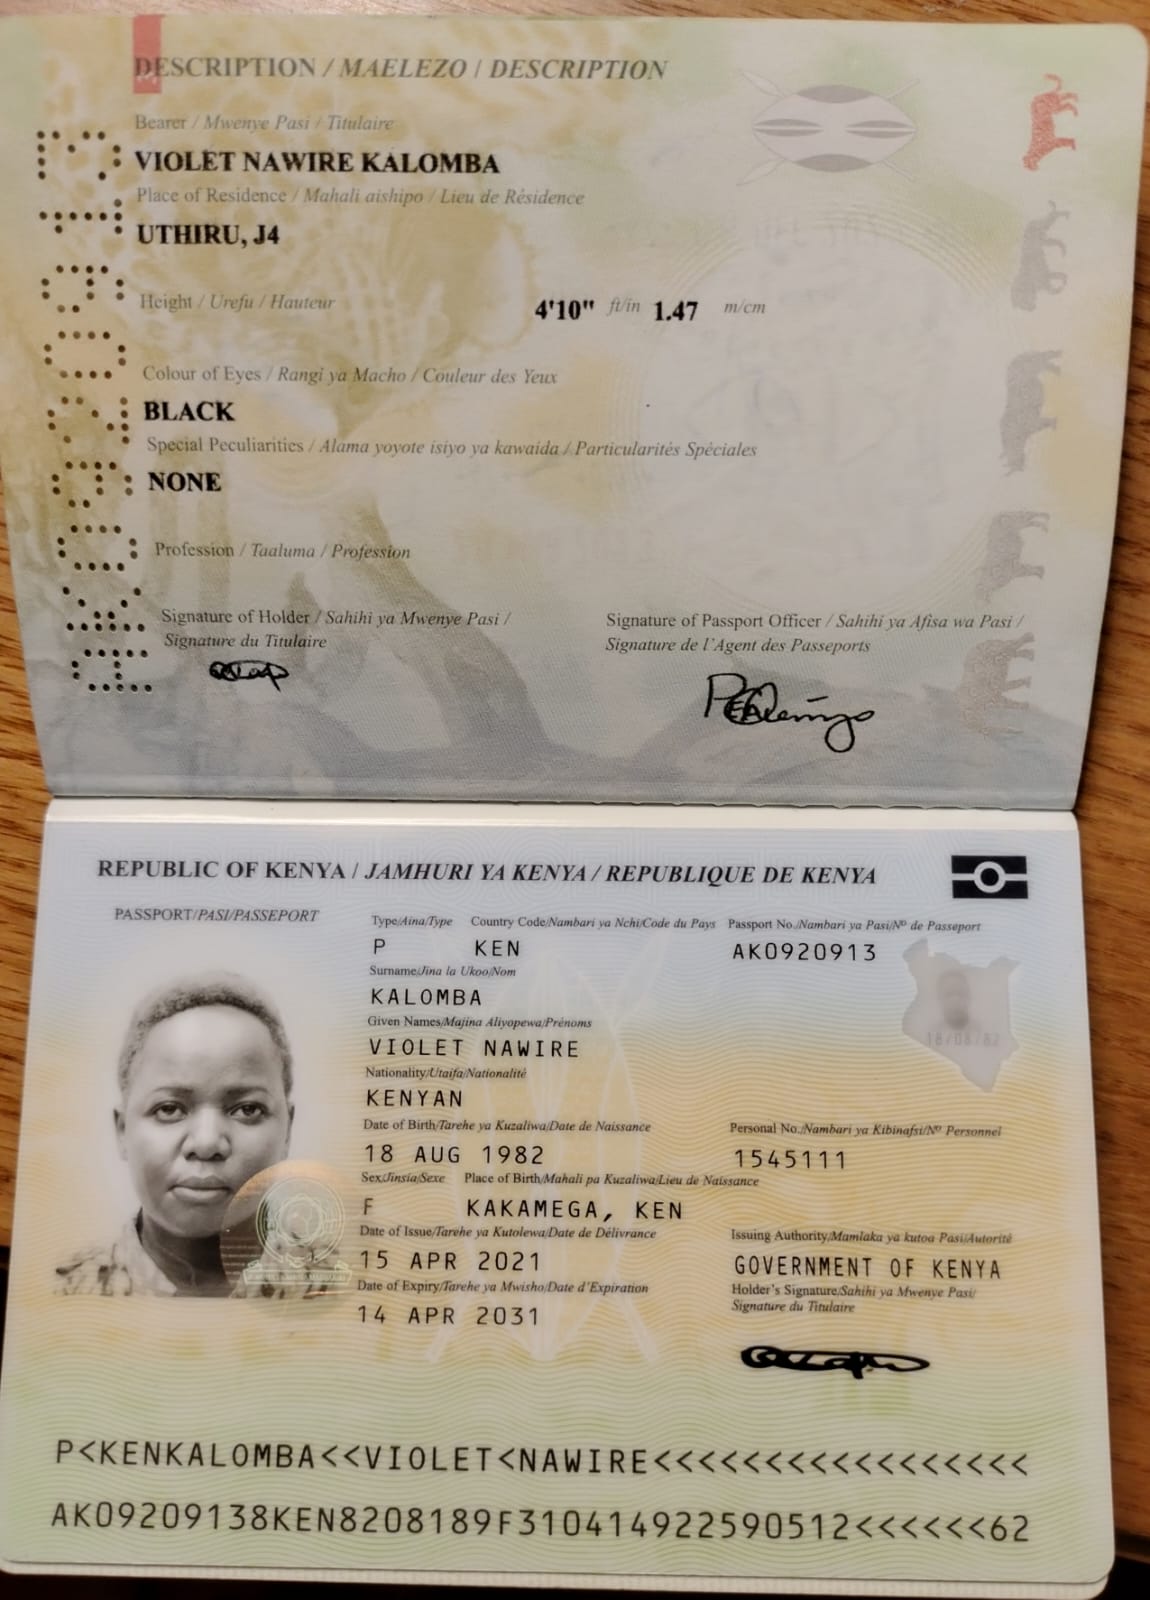 DESCRIPTION / MAELEZO / DESCRIPTION
Bearer / Mwenye Pasi / Titulaire
VIOLET NAWIRE KALOMBA
Place of Residence / Mahali aishipo / Lieu de Résidence
UTHIRU, J4
Height / Urefu / Hauteur 4'10" ft/in 1.47 m/cm
Colour of Eyes / Rangi ya Macho / Couleur des Yeux
BLACK
Special Peculiarities / Alama yoyote isiyo ya kawaida / Particularités Spéciales
NONE
Profession / Taaluma / Profession
Signature of Holder / Sahihi ya Mwenye Pasi /
Signature du Titulaire
Signature of Passport Officer / Sahihi ya Afisa wa Pasi /
Signature de l'Agent des Passeports
REPUBLIC OF KENYA / JAMHURI YA KENYA / REPUBLIQUE DE KENYA
PASSPORT/PASI/PASSEPORT
Type/Aina/Type Country Code/Nambari ya Nchi/Code du Pays Passport No./Nambari ya Pasi/Nº de Passeport
P KEN AK0920913
Surname/Jina la Ukoo/Nom
KALOMBA
Given Names/Majina Aliyopewa/Prénoms
VIOLET NAWIRE
Nationality/Utaifa/Nationalité
KENYAN
Date of Birth/Tarehe ya Kuzaliwa/Date de Naissance Personal No./Nambari ya Kibinafsi/Nº Personnel
18 AUG 1982 1545111
Sex/Jinsia/Sexe Place of Birth/Mahali pa Kuzaliwa/Lieu de Naissance
F KAKAMEGA, KEN
Date of Issue/Tarehe ya Kutolewa/Date de Délivrance Issuing Authority/Mamlaka ya kutoa Pasi/Autorité
15 APR 2021 GOVERNMENT OF KENYA
Date of Expiry/Tarehe ya Mwisho/Date d'Expiration Holder's Signature/Sahihi ya Mwenye Pasi/
Signature du Titulaire
14 APR 2031
18/08/82
P<KENKALOMBA<<VIOLET<NAWIRE<<<<<<<<<<<<<<<<<
AK09209138KEN8208189F310414922590512<<<<<<62